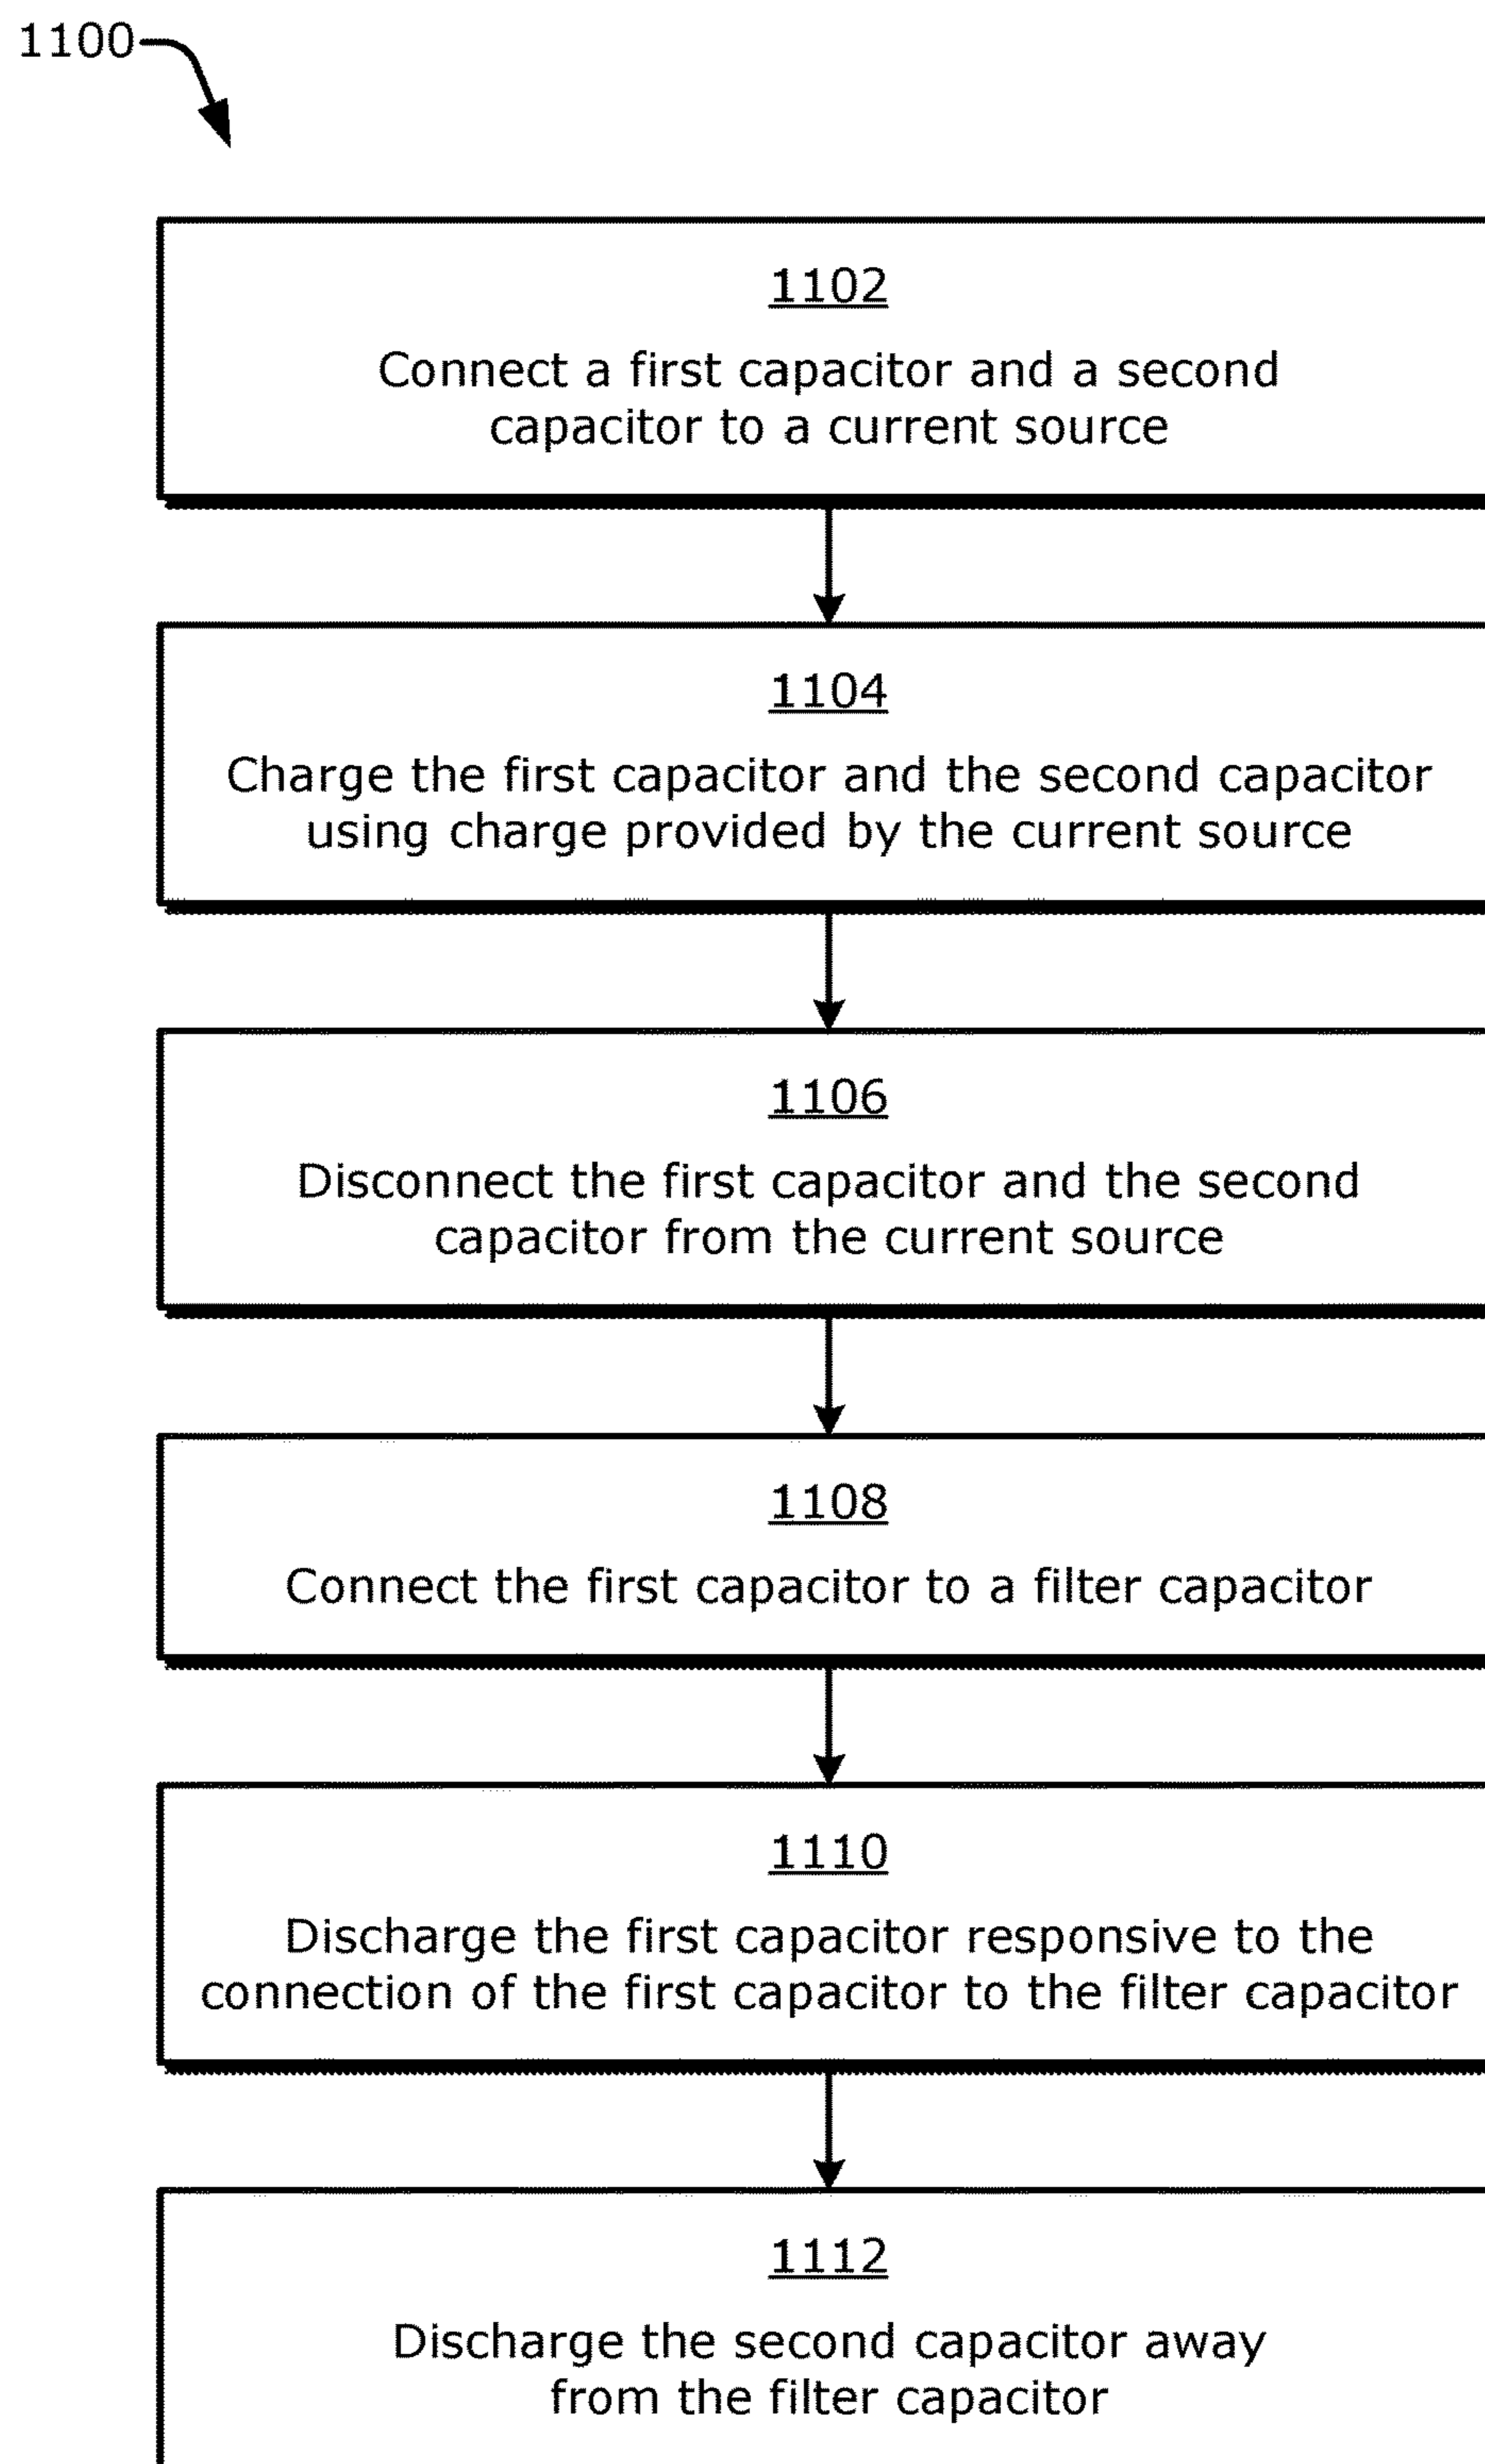 1100
1102
Connect a first capacitor and a second
capacitor to a current source
1104
Charge the first capacitor and the second capacitor
using charge provided by the current source
1106
Disconnect the first capacitor and the second
capacitor from the current source
1108
Connect the first capacitor to a filter capacitor
1110
Discharge the first capacitor responsive to the
connection of the first capacitor to the filter capacitor
1112
Discharge the second capacitor away
from the filter capacitor